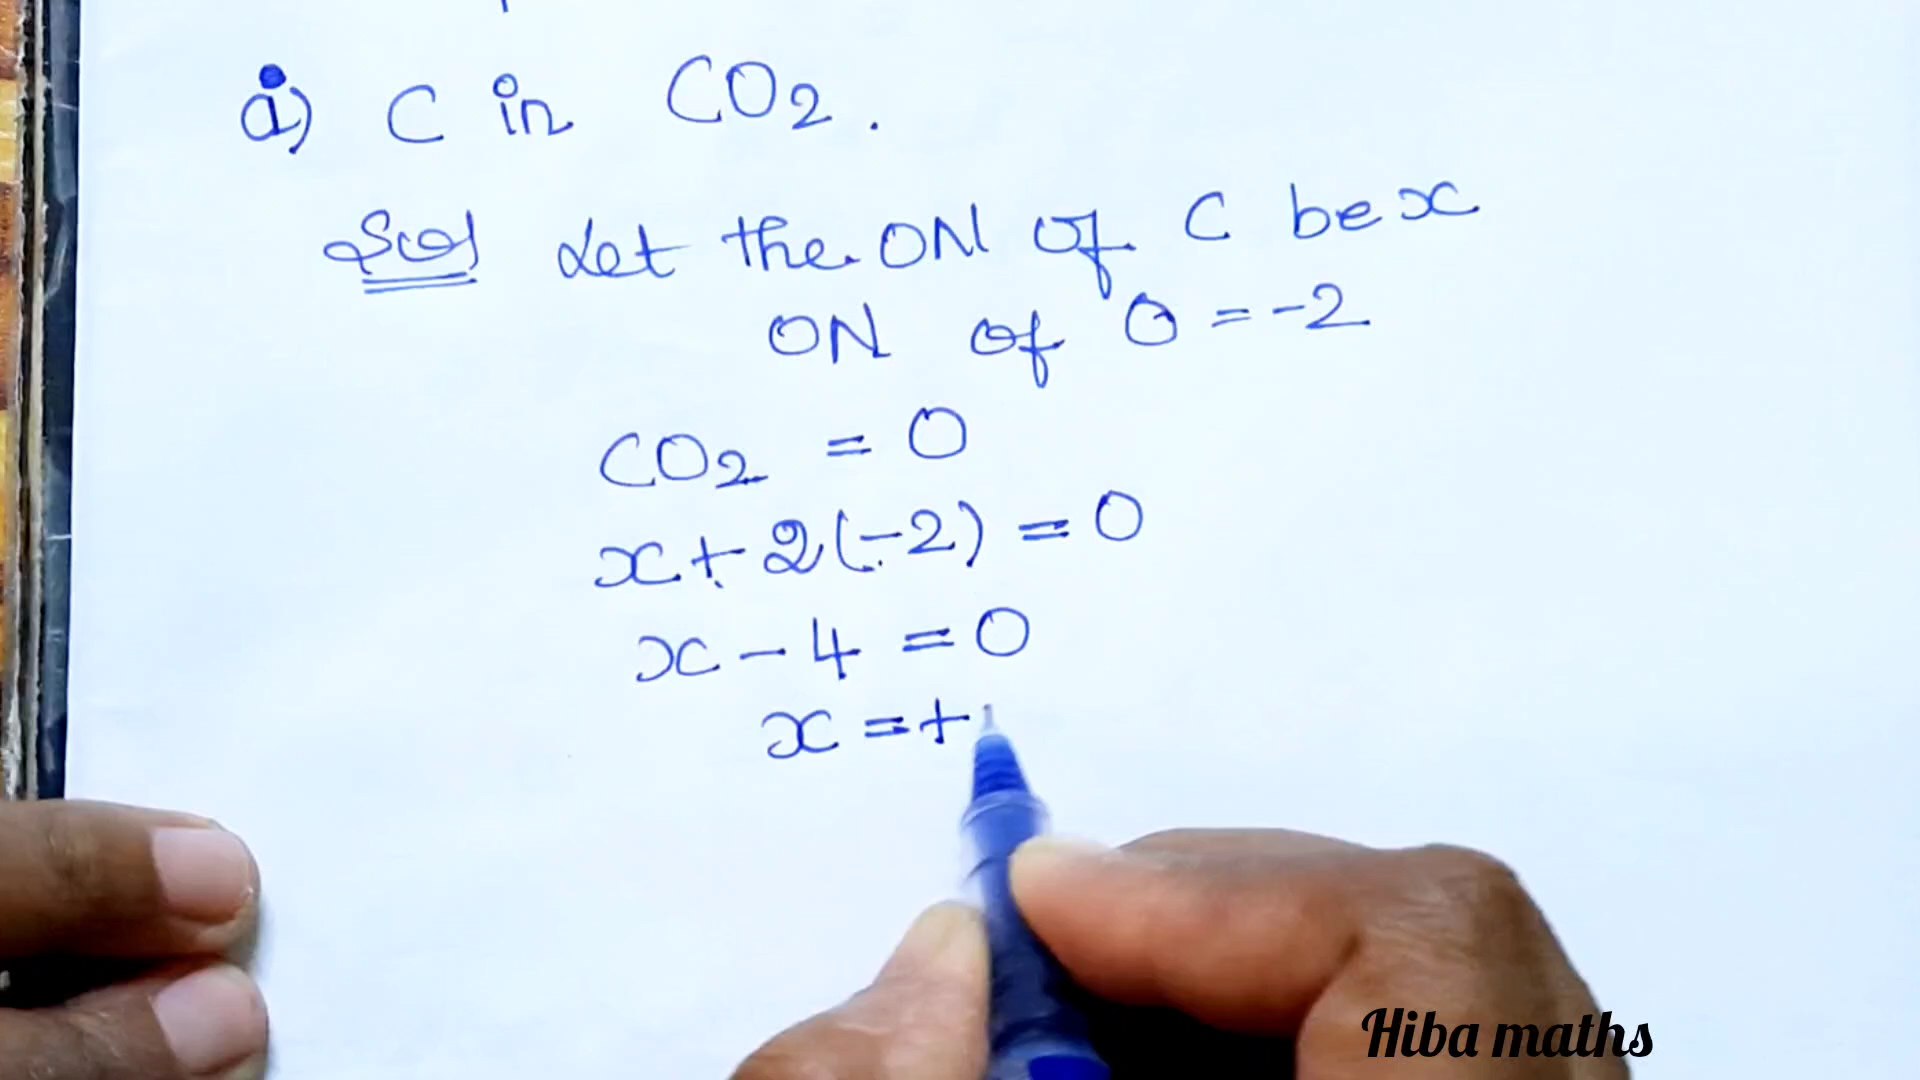 a) C in CO2.
Sol Let the ON of C be x
ON of O = -2
CO2 = 0
x + 2(-2) = 0
x - 4 = 0
x = +
Hiba maths